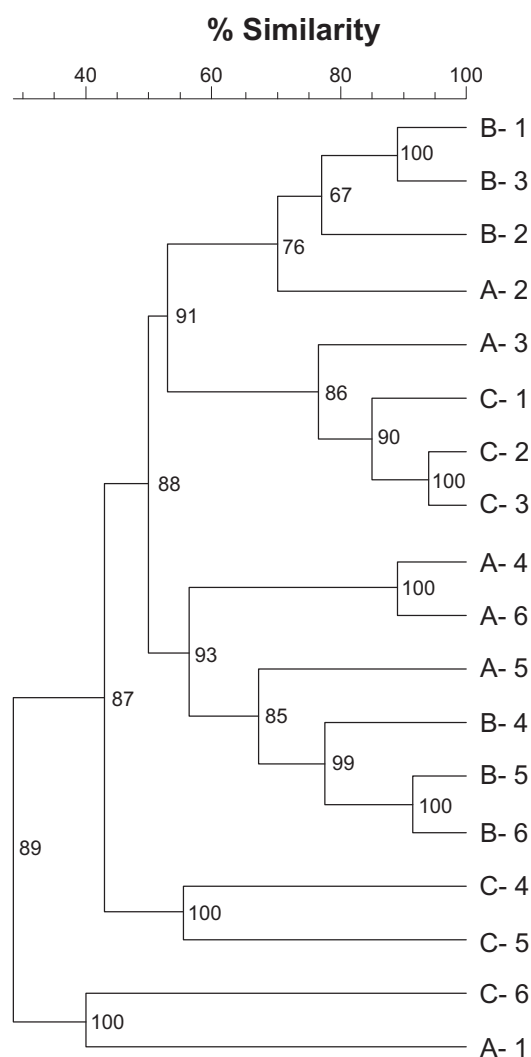 % Similarity
40 60 80 100
B- 1
100
B- 3
67
B- 2
76
A- 2
91
A- 3
86
C- 1
90
C- 2
100
C- 3
88
A- 4
100
A- 6
93
A- 5
85
B- 4
99
B- 5
100
B- 6
87
C- 4
100
C- 5
89
C- 6
100
A- 1